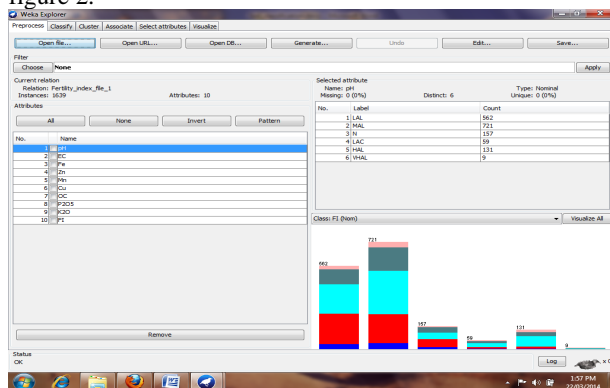 figure 2.
Weka Explorer
Preprocess Classify Cluster Associate Select attributes Visualize
Open file... Open URL... Open DB... Generate... Undo Edit... Save...
Filter
Choose None Apply
Current relation
Relation: Fertility_index_file_1
Instances: 1639 Attributes: 10
Selected attribute
Name: pH Type: Nominal
Missing: 0 (0%) Distinct: 6 Unique: 0 (0%)
Attributes
All None Invert Pattern
No. Name
1 pH
2 EC
3 Fe
4 Zn
5 Mn
6 Cu
7 OC
8 P2O5
9 K2O
10 FI
Remove
No. Label Count
1 LAL 562
2 MAL 721
3 N 157
4 LAC 59
5 HAL 131
6 VHAL 9
Class: FI (Nom) Visualize All
562 721 157 59 131 9
Status
OK
Log x 0
1:57 PM
22/03/2014